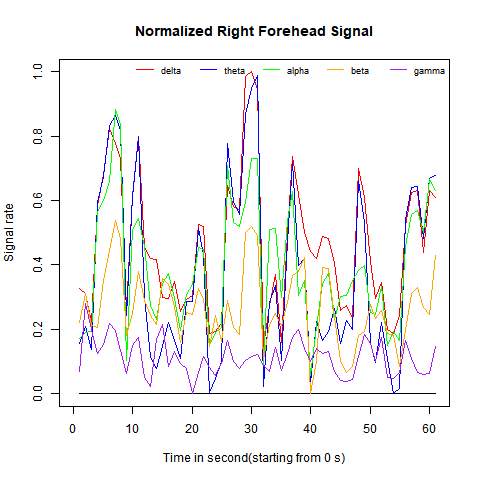 Normalized Right Forehead Signal
delta theta alpha beta gamma
1.0
0.8
0.6
0.4
0.2
0.0
Signal rate
0 10 20 30 40 50 60
Time in second(starting from 0 s)